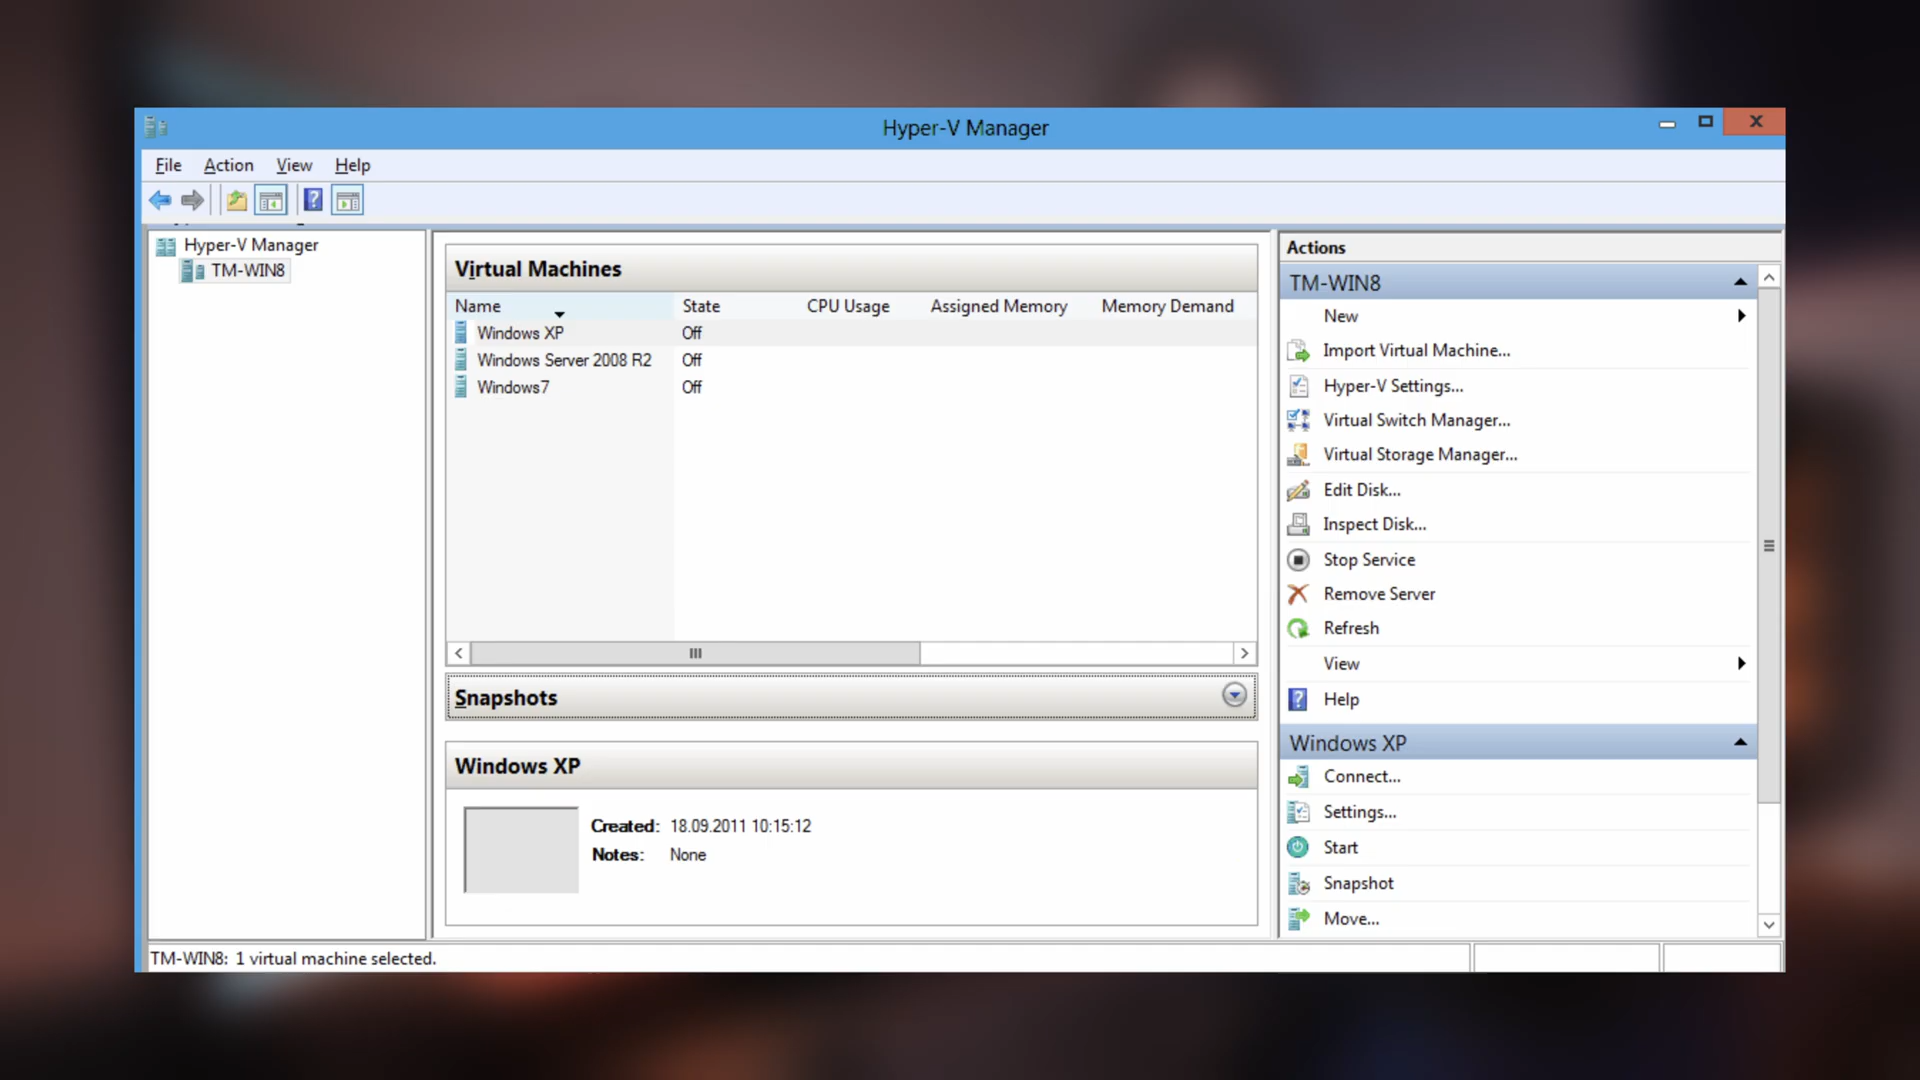 Hyper-V Manager
File Action View Help
Hyper-V Manager
TM-WIN8
Virtual Machines
Name State CPU Usage Assigned Memory Memory Demand
Windows XP Off
Windows Server 2008 R2 Off
Windows7 Off
Snapshots
Windows XP
Created: 18.09.2011 10:15:12
Notes: None
Actions
TM-WIN8
New
Import Virtual Machine...
Hyper-V Settings...
Virtual Switch Manager...
Virtual Storage Manager...
Edit Disk...
Inspect Disk...
Stop Service
Remove Server
Refresh
View
Help
Windows XP
Connect...
Settings...
Start
Snapshot
Move...
TM-WIN8: 1 virtual machine selected.